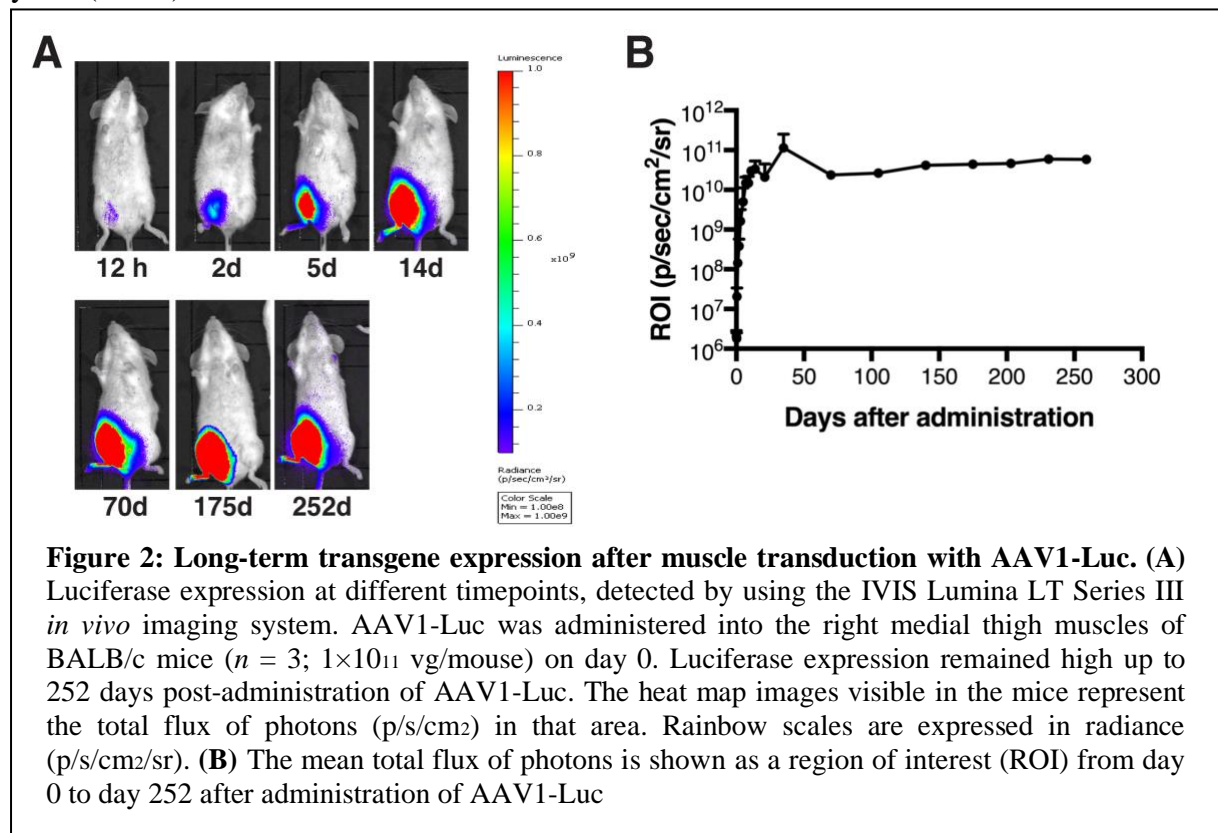 A
B
12 h 2d 5d 14d
70d 175d 252d
Luminescence
1.0
0.8
0.6
x10⁹
0.4
0.2
Radiance
(p/sec/cm²/sr)
Color Scale
Min = 1.00e8
Max = 1.00e9
ROI (p/sec/cm²/sr)
10¹²
10¹¹
10¹⁰
10⁹
10⁸
10⁷
10⁶
0 50 100 150 200 250 300
Days after administration
Figure 2: Long-term transgene expression after muscle transduction with AAV1-Luc. (A)
Luciferase expression at different timepoints, detected by using the IVIS Lumina LT Series III
in vivo imaging system. AAV1-Luc was administered into the right medial thigh muscles of
BALB/c mice (n = 3; 1×10₁₁ vg/mouse) on day 0. Luciferase expression remained high up to
252 days post-administration of AAV1-Luc. The heat map images visible in the mice represent
the total flux of photons (p/s/cm₂) in that area. Rainbow scales are expressed in radiance
(p/s/cm₂/sr). (B) The mean total flux of photons is shown as a region of interest (ROI) from day
0 to day 252 after administration of AAV1-Luc